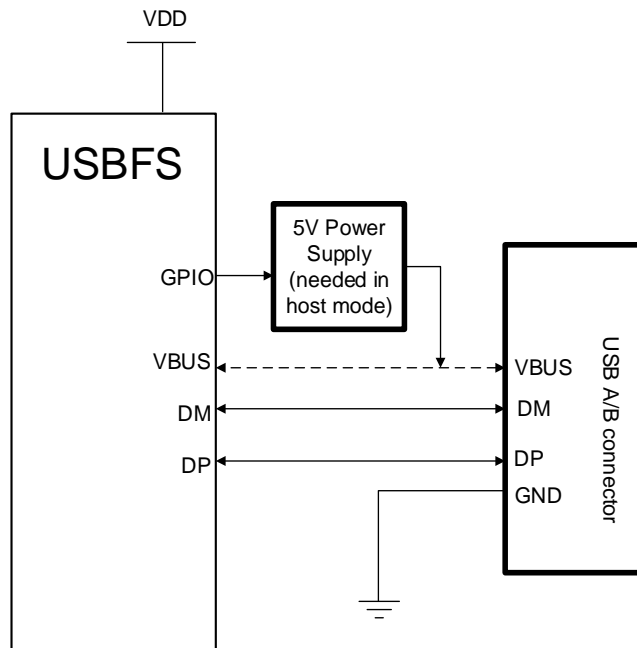 VDD
USBFS
5V Power
Supply
(needed in
host mode)
GPIO
VBUS
DM
DP
VBUS
DM
DP
GND
USB A/B connector